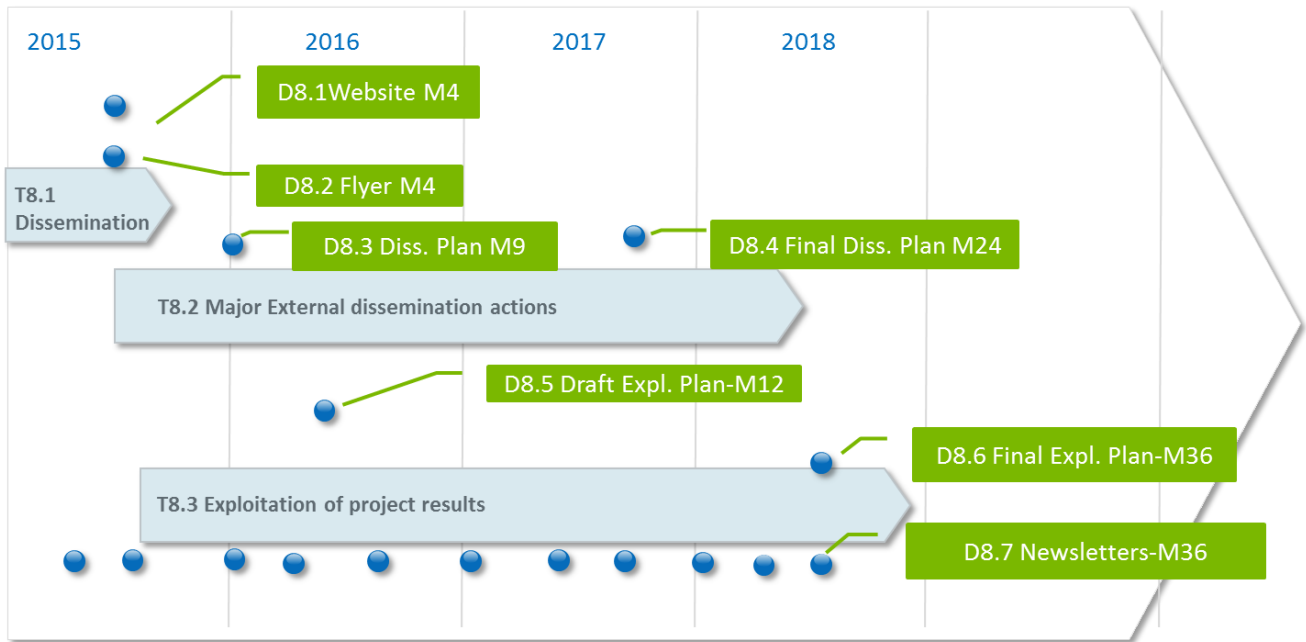 2015 2016 2017 2018
D8.1Website M4
D8.2 Flyer M4
T8.1
Dissemination
D8.3 Diss. Plan M9
D8.4 Final Diss. Plan M24
T8.2 Major External dissemination actions
D8.5 Draft Expl. Plan-M12
D8.6 Final Expl. Plan-M36
T8.3 Exploitation of project results
D8.7 Newsletters-M36